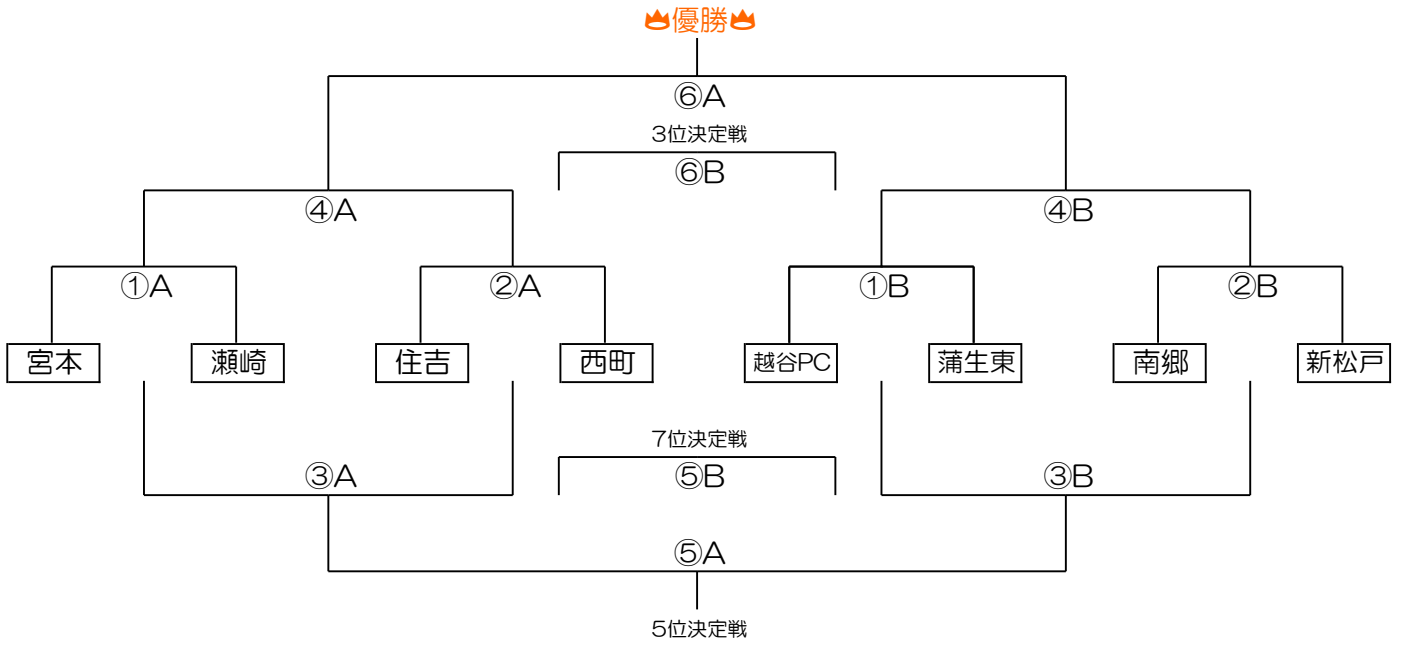 優勝
⑥A
3位決定戦
⑥B
④A
④B
①A
②A
①B
②B
宮本
瀬崎
住吉
西町
越谷PC
蒲生東
南郷
新松戸
7位決定戦
③A
⑤B
③B
⑤A
5位決定戦